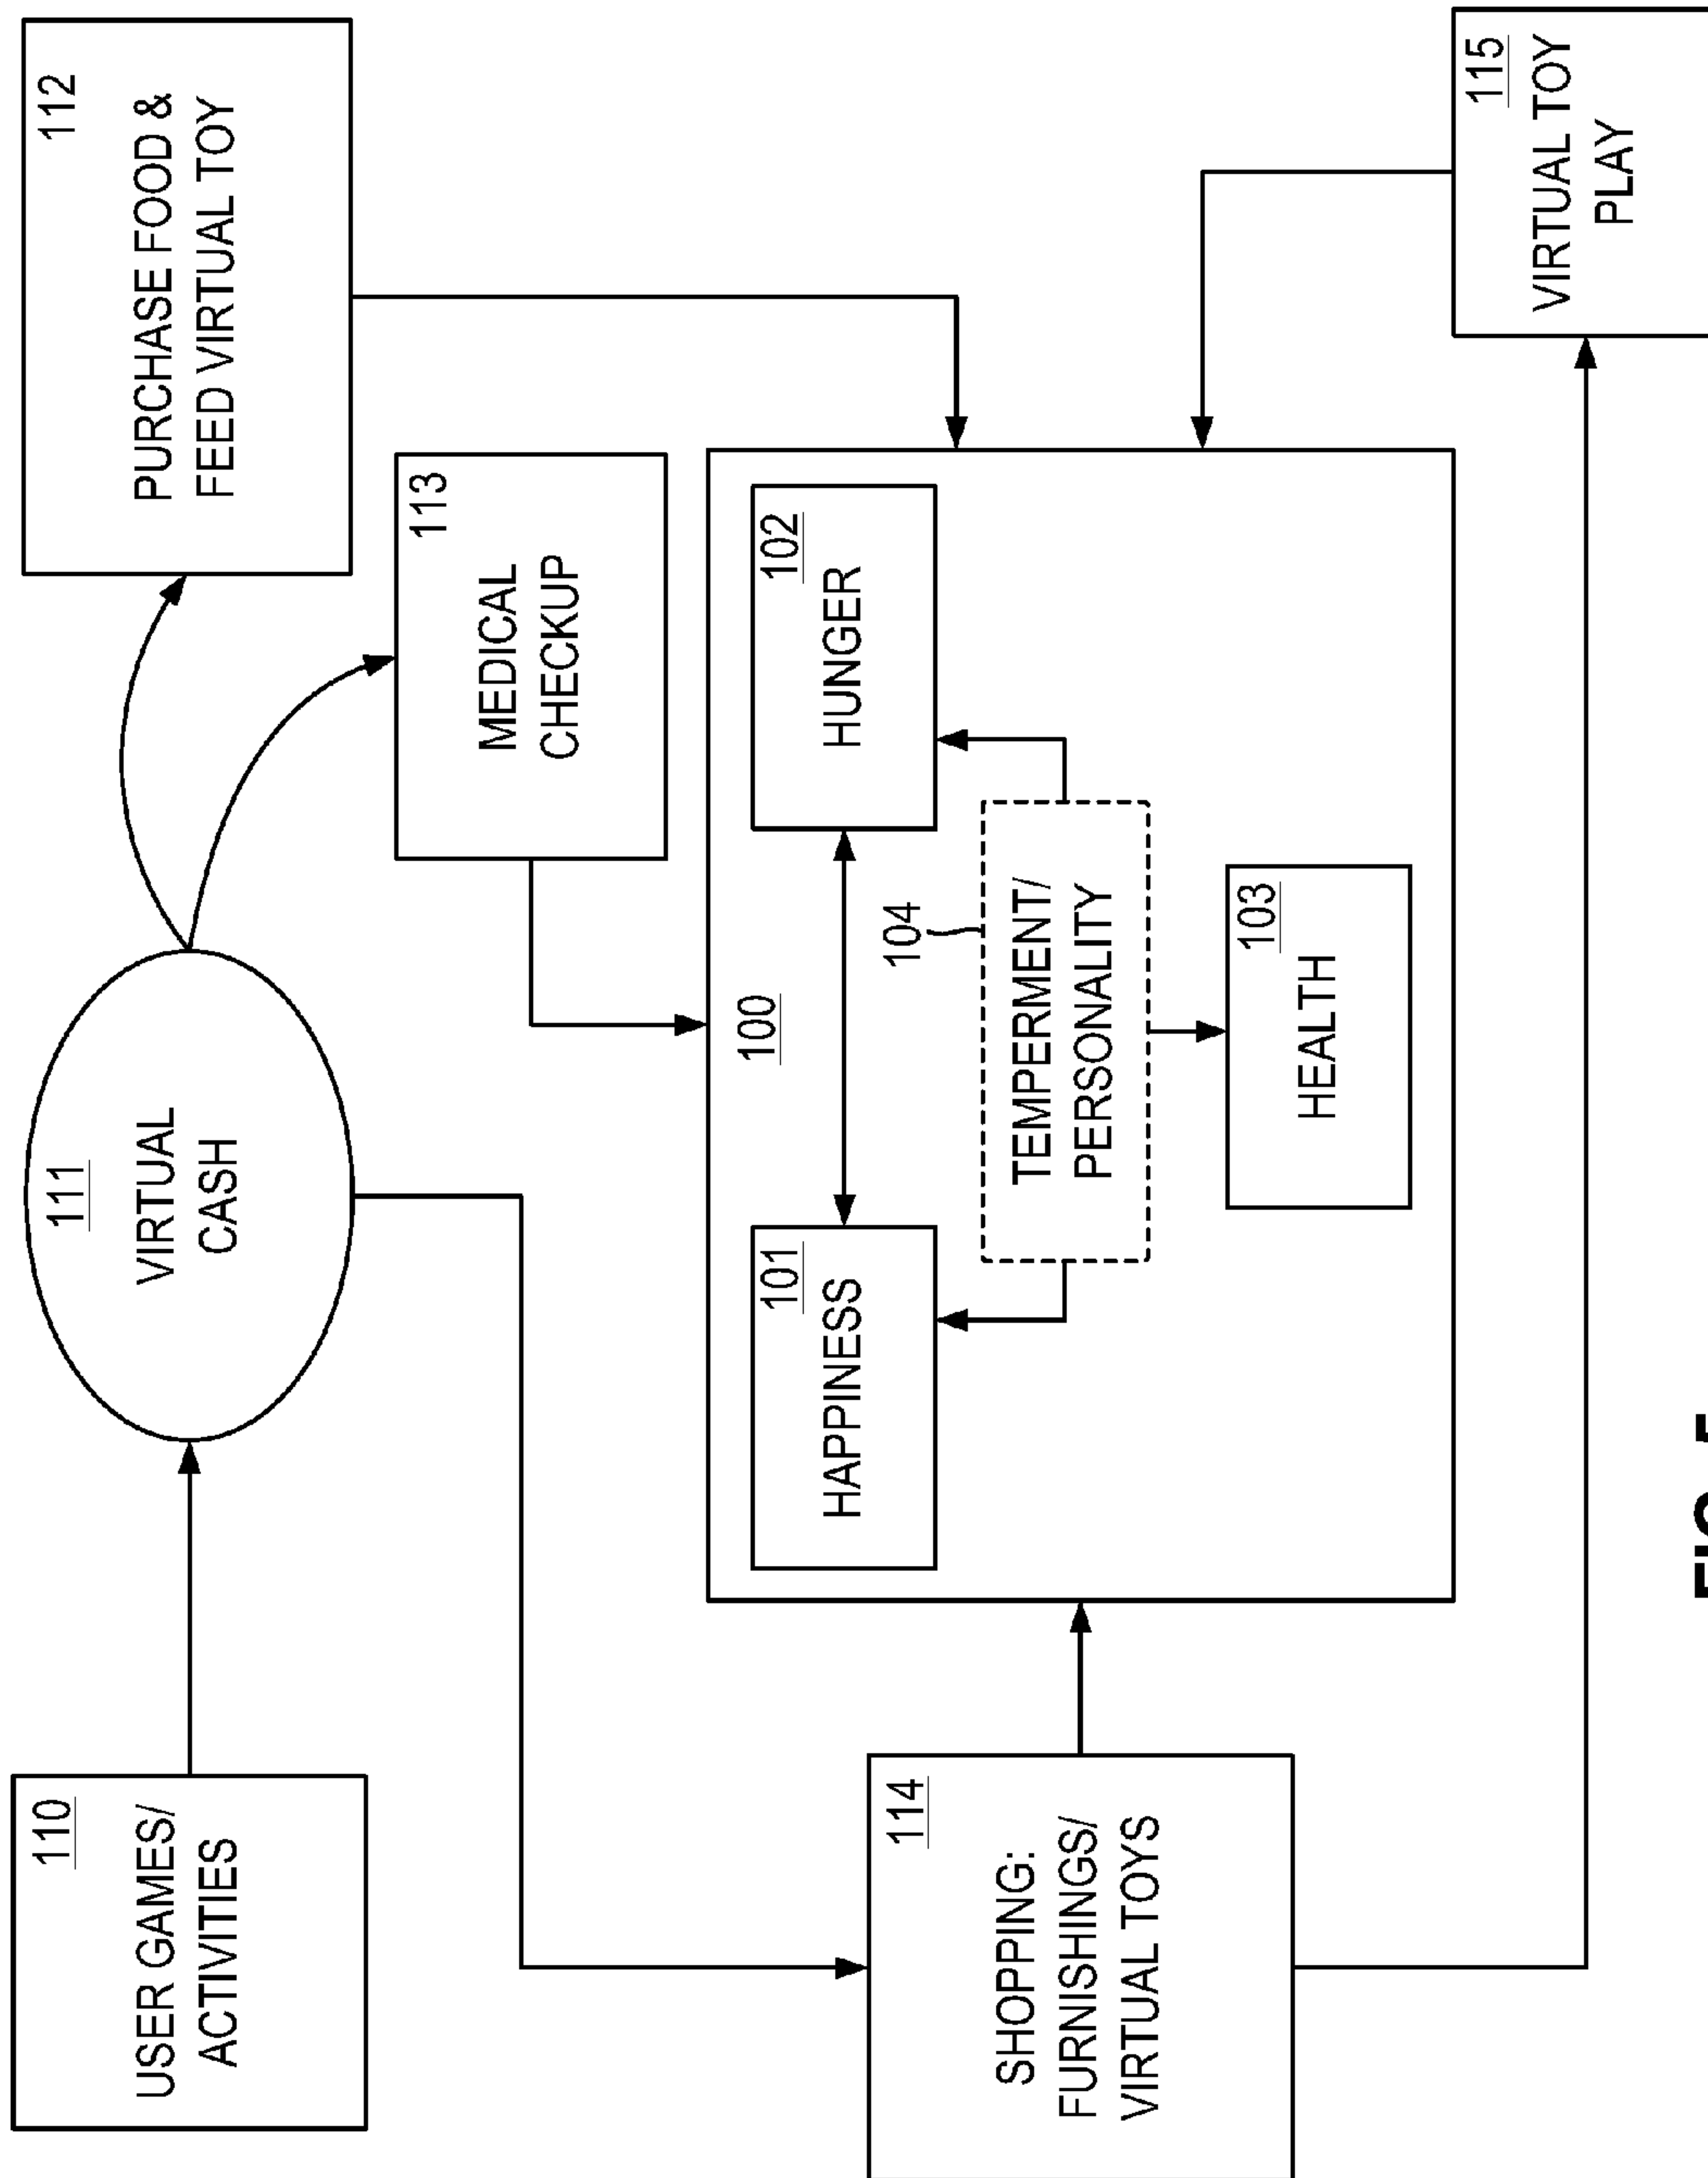 110
USER GAMES/
ACTIVITIES
111
VIRTUAL
CASH
112
PURCHASE FOOD &
FEED VIRTUAL TOY
113
MEDICAL
CHECKUP
100
101
HAPPINESS
102
HUNGER
104
TEMPERMENT/
PERSONALITY
103
HEALTH
114
SHOPPING:
FURNISHINGS/
VIRTUAL TOYS
115
VIRTUAL TOY
PLAY